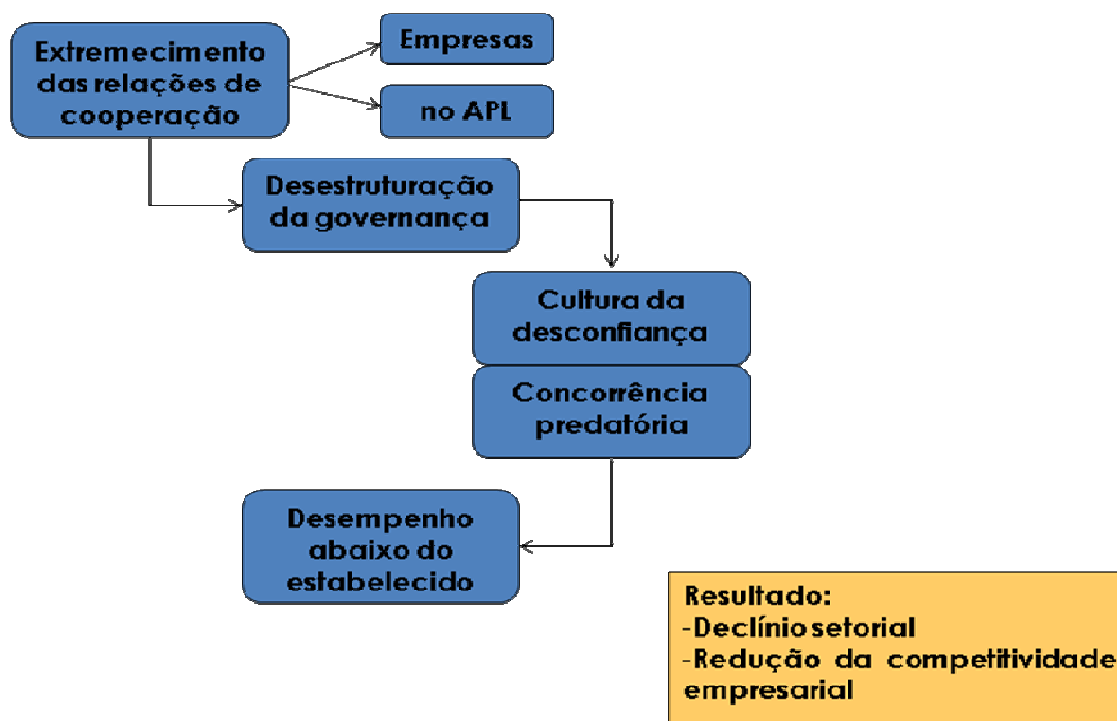 Extremecimento
das relações de
cooperação
Empresas
no APL
Desestruturação
da governança
Cultura da
desconfiança
Concorrência
predatória
Desempenho
abaixo do
estabelecido
Resultado:
-Declínio setorial
-Redução da competitividade
empresarial